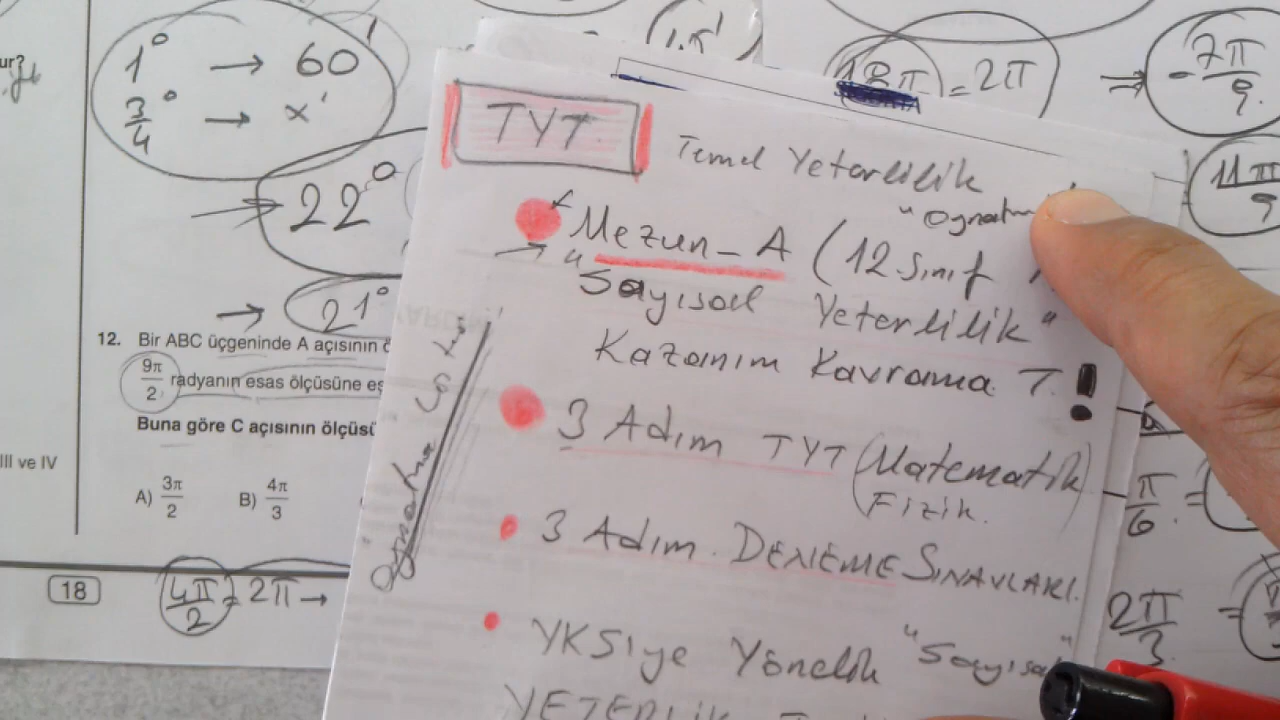 ur?
1° → 60'
3/4° → x'
22°
21°
12. Bir ABC üçgeninde A açısının
9π/2 radyanın esas ölçüsüne eş
Buna göre C açısının ölçüsü
III ve IV
A) 3π/2 B) 4π/3
18
4π/2 = 2π →
TYT
Temel Yeterlilik
Mezun-A (12.Sınıf
"Sayısal Yeterlilik"
Kazanım Kavrama T.!
3 Adım TYT (Matematik)
Fizik.
3 Adım. DENEME SINAVLARI.
YKS'ye Yönelik "Sayısal"
18π = 2π
⇒ -7π/9
11π/9
π/6 =
2π/3 =